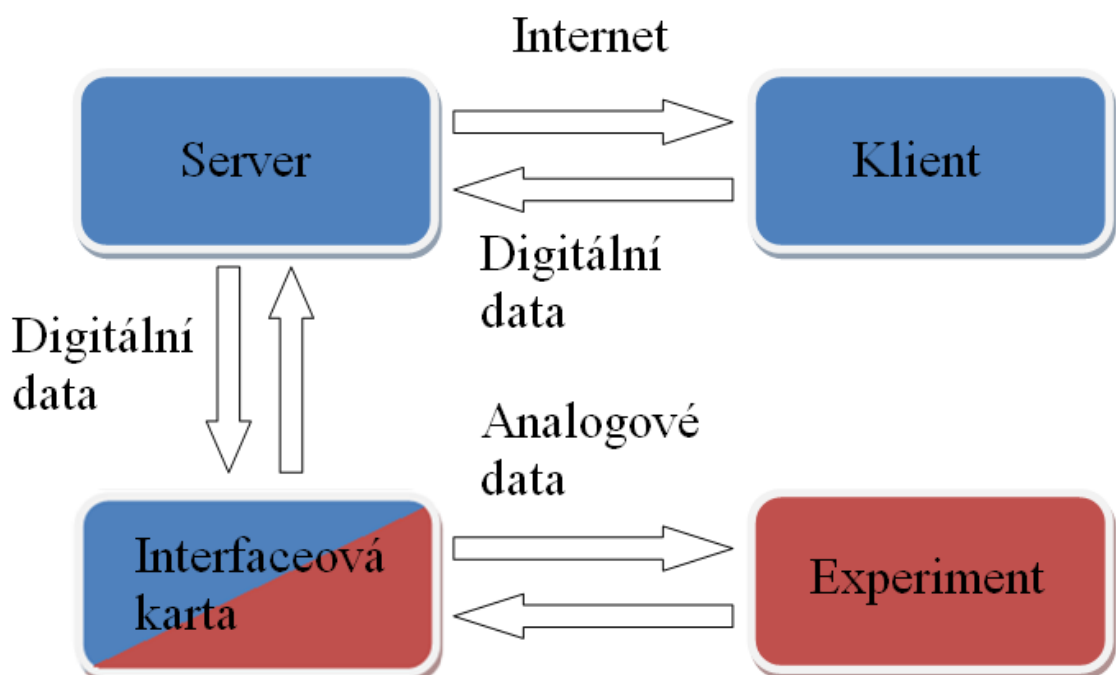 Internet
Server
Klient
Digitální
data
Digitální
data
Analogové
data
Interfaceová
karta
Experiment